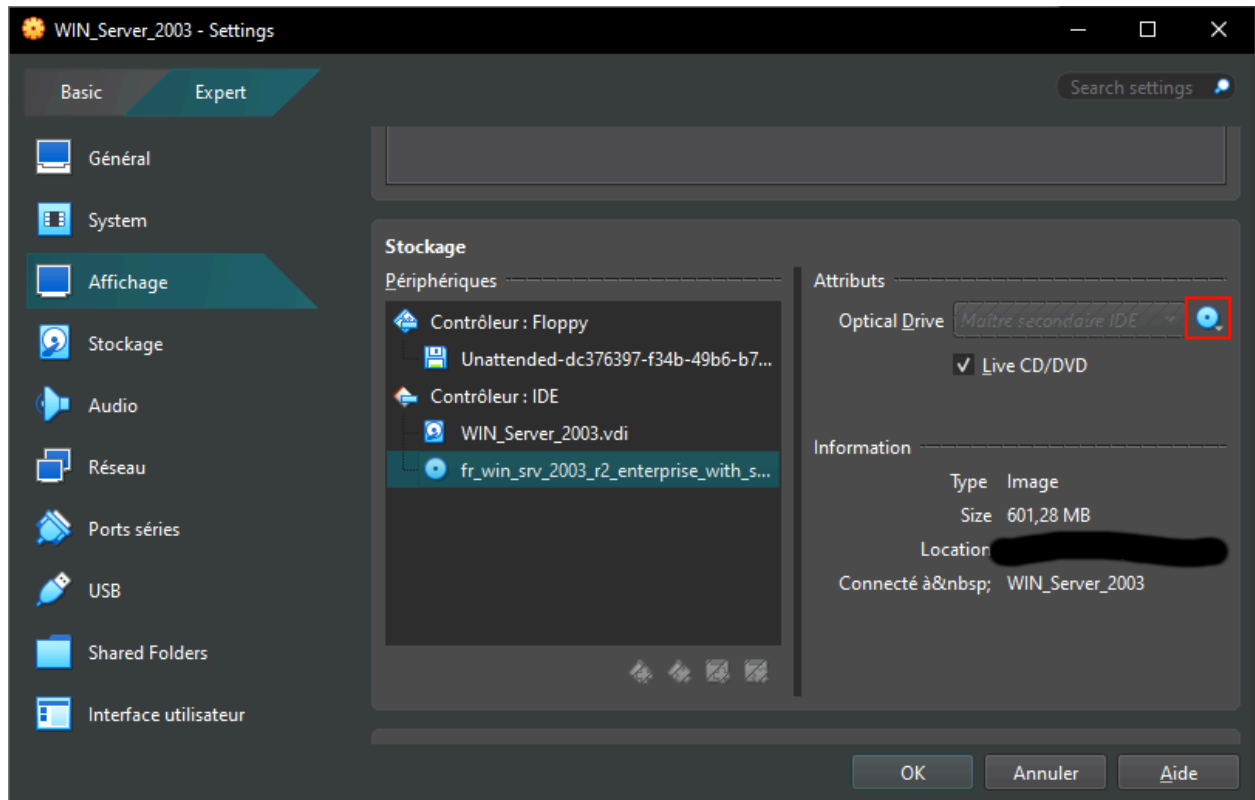 WIN_Server_2003 - Settings
Basic
Expert
Search settings
Général
System
Affichage
Stockage
Audio
Réseau
Ports séries
USB
Shared Folders
Interface utilisateur
Stockage
Périphériques
Contrôleur : Floppy
Unattended-dc376397-f34b-49b6-b7...
Contrôleur : IDE
WIN_Server_2003.vdi
fr_win_srv_2003_r2_enterprise_with_s...
Attributs
Optical Drive Maître secondaire IDE
Live CD/DVD
Information
Type Image
Size 601,28 MB
Location
Connecté à&nbsp; WIN_Server_2003
OK
Annuler
Aide